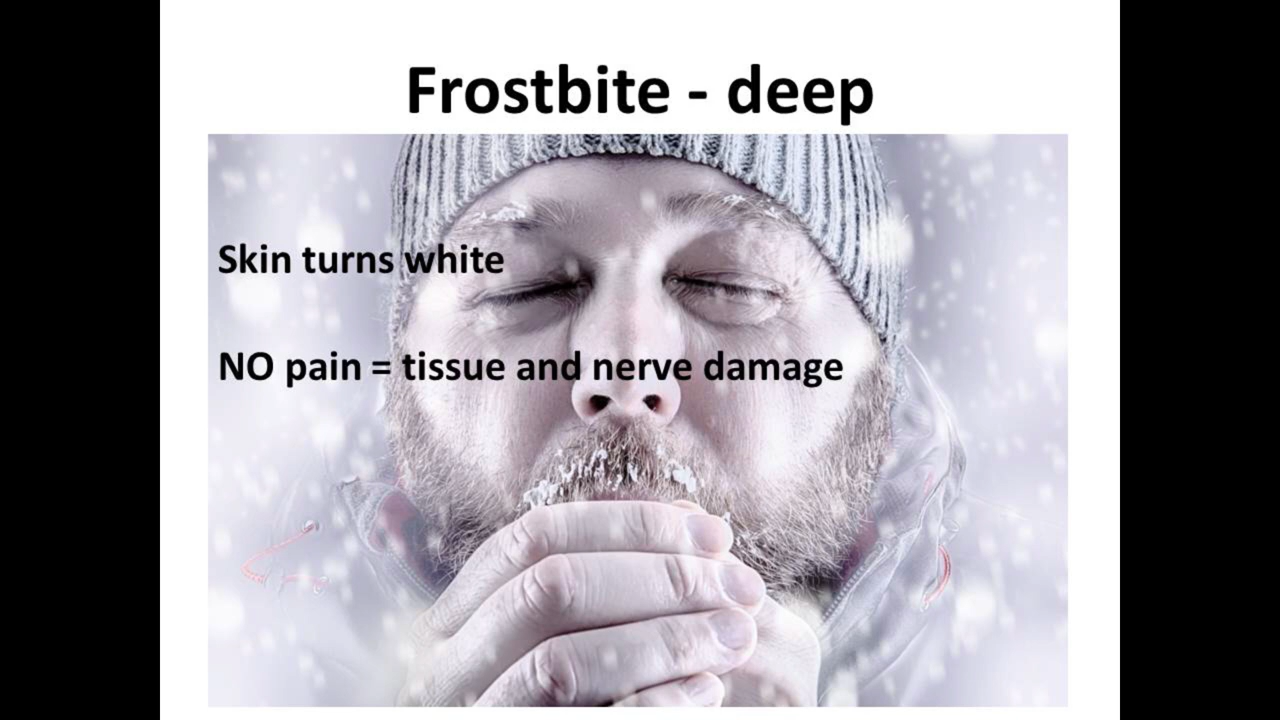 Frostbite - deep
Skin turns white
NO pain = tissue and nerve damage